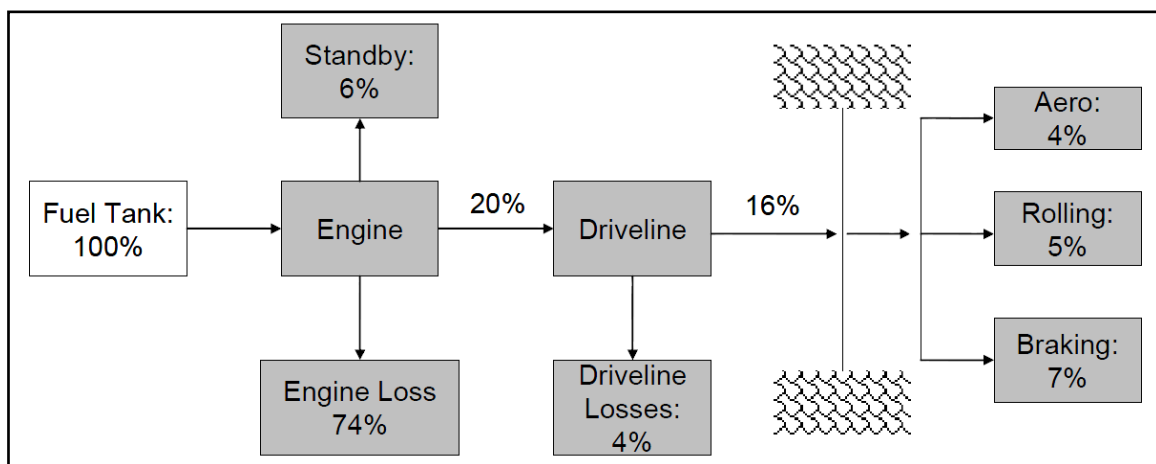 Standby:
6%
Fuel Tank:
100%
Engine
20%
Driveline
16%
Aero:
4%
Rolling:
5%
Braking:
7%
Engine Loss
74%
Driveline
Losses:
4%